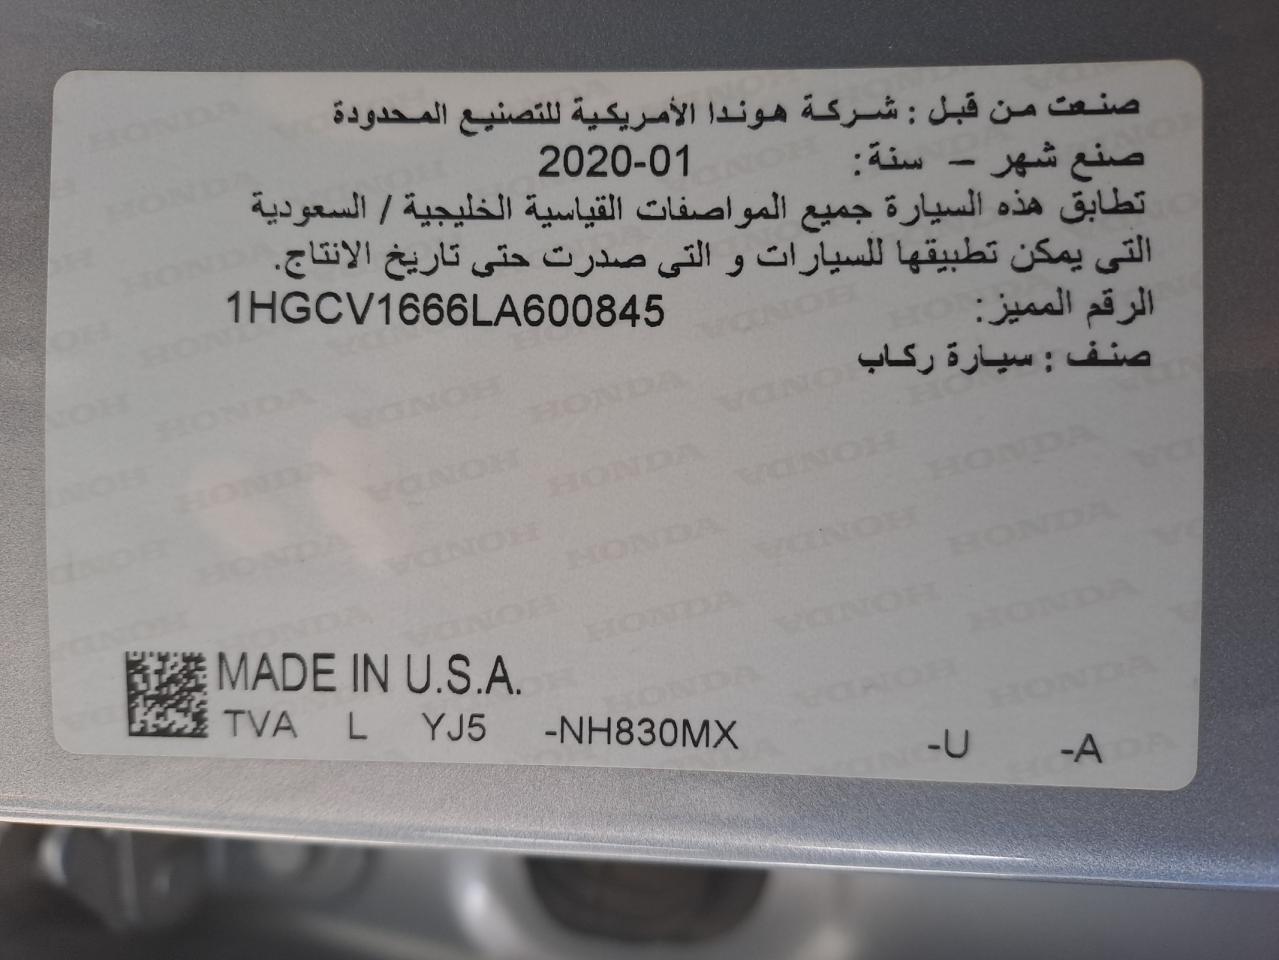 صنعت من قبل : شركة هوندا الأمريكية للتصنيع المحدودة
صنع شهر – سنة: 2020-01
تطابق هذه السيارة جميع المواصفات القياسية الخليجية / السعودية
التي يمكن تطبيقها للسيارات و التي صدرت حتى تاريخ الانتاج.
الرقم المميز: 1HGCV1666LA600845
صنف : سيارة ركاب
MADE IN U.S.A.
TVA L YJ5 -NH830MX -U -A